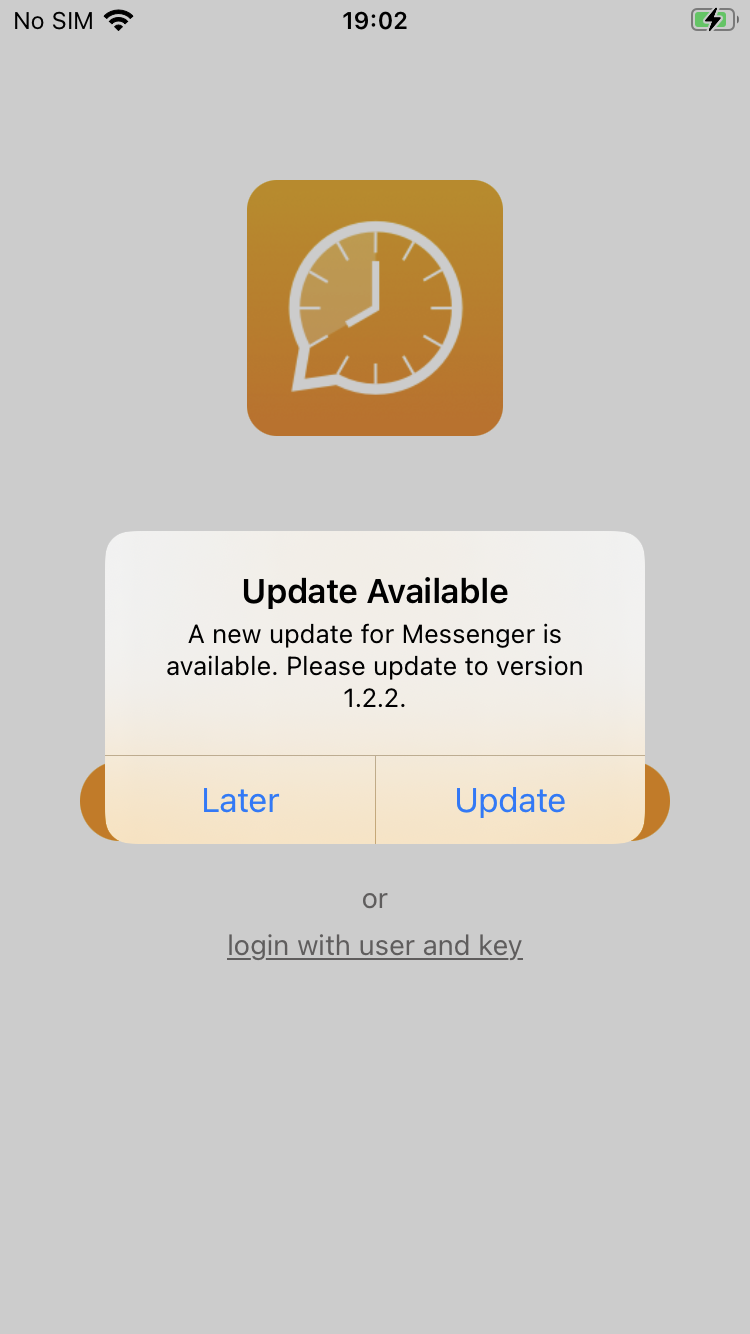 No SIM 19:02
Update Available
A new update for Messenger is
available. Please update to version
1.2.2.
Later Update
or
login with user and key